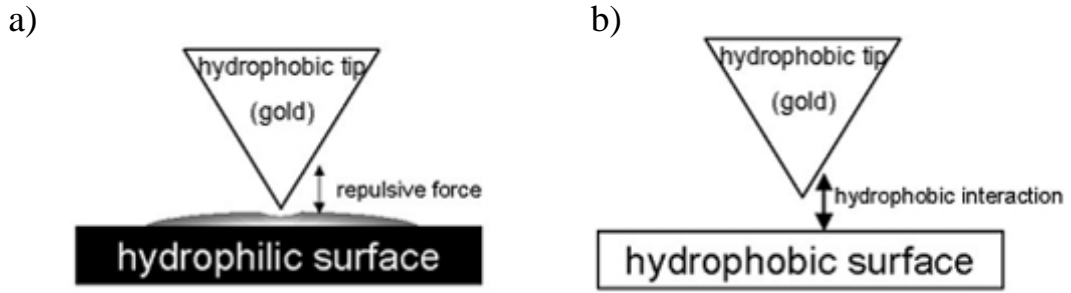 a)
hydrophobic tip
(gold)
repulsive force
hydrophilic surface
b)
hydrophobic tip
(gold)
hydrophobic interaction
hydrophobic surface